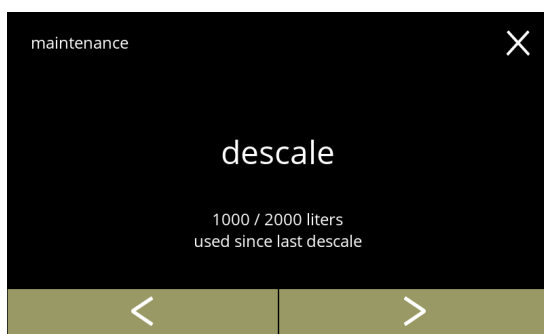 maintenance
descale
1000 / 2000 liters
used since last descale